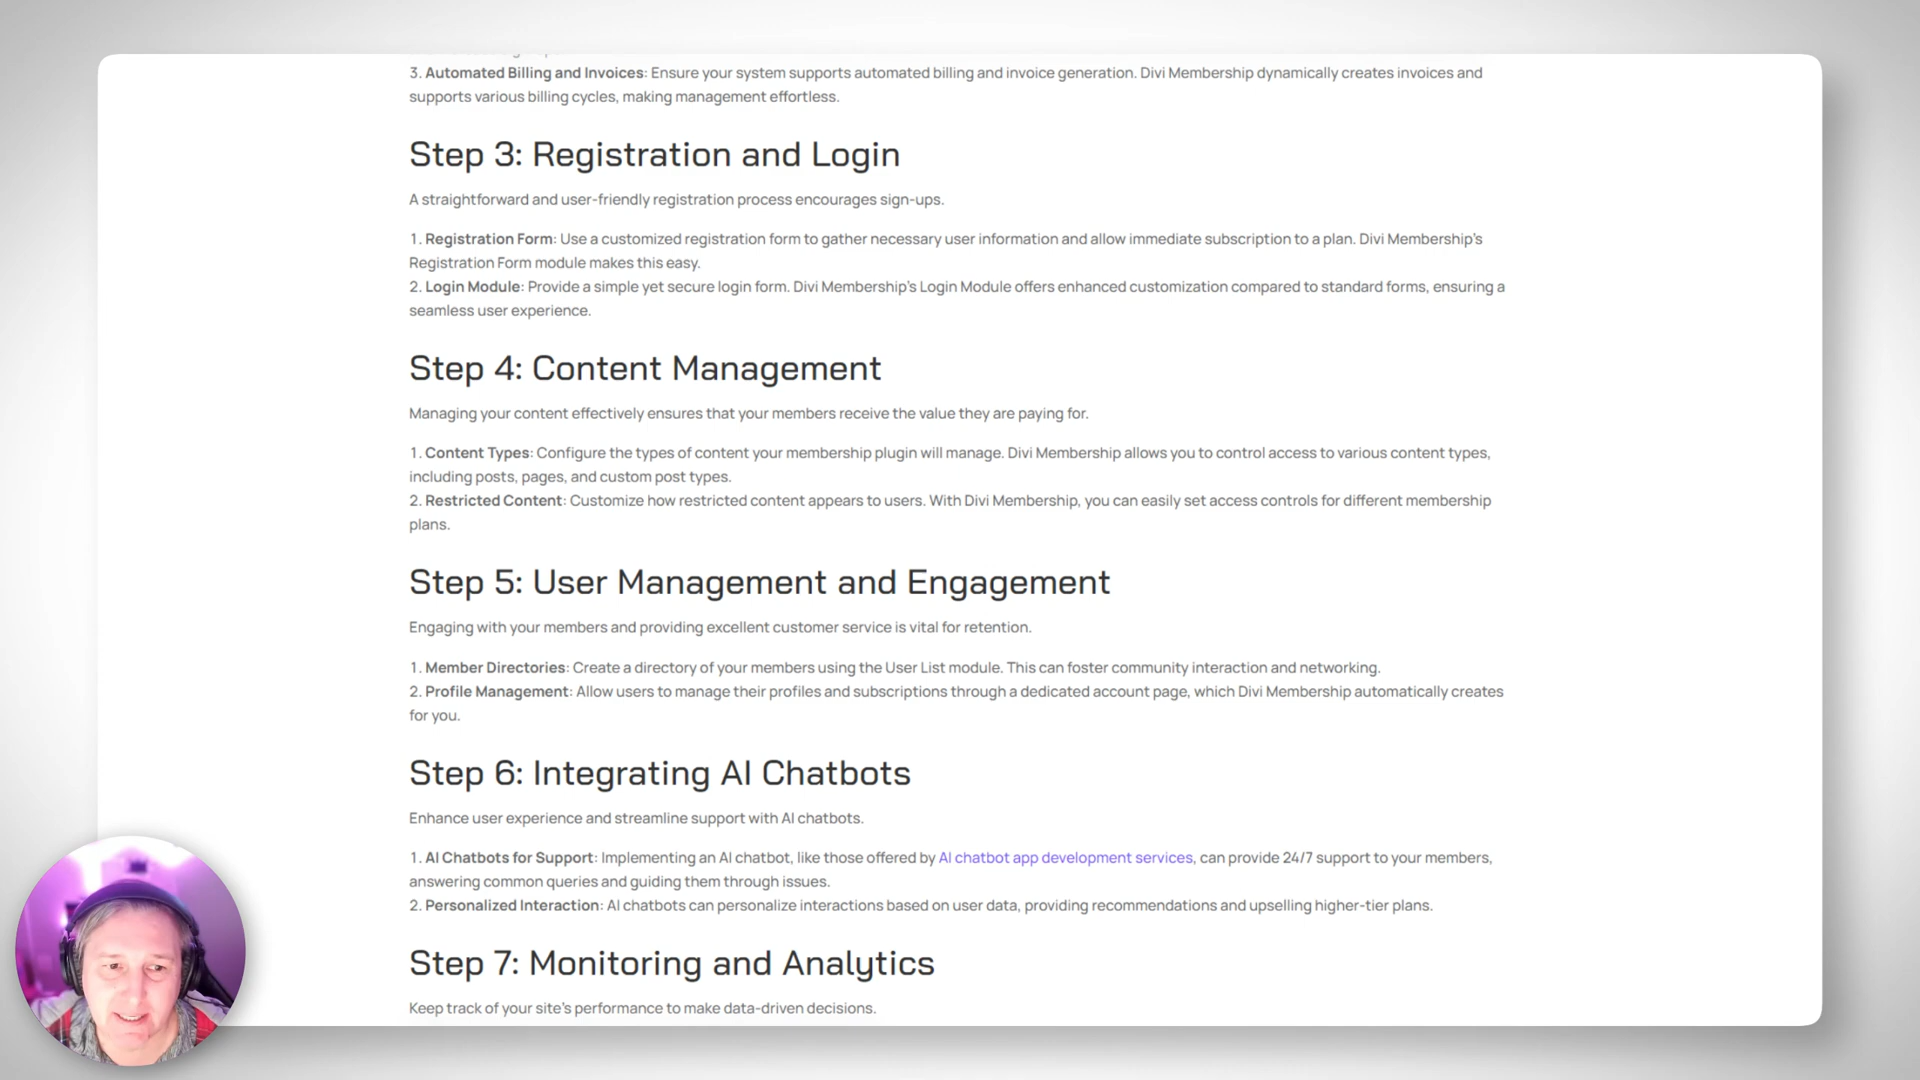 3. Automated Billing and Invoices: Ensure your system supports automated billing and invoice generation. Divi Membership dynamically creates invoices and
supports various billing cycles, making management effortless.
Step 3: Registration and Login
A straightforward and user-friendly registration process encourages sign-ups.
1. Registration Form: Use a customized registration form to gather necessary user information and allow immediate subscription to a plan. Divi Membership's
Registration Form module makes this easy.
2. Login Module: Provide a simple yet secure login form. Divi Membership's Login Module offers enhanced customization compared to standard forms, ensuring a
seamless user experience.
Step 4: Content Management
Managing your content effectively ensures that your members receive the value they are paying for.
1. Content Types: Configure the types of content your membership plugin will manage. Divi Membership allows you to control access to various content types,
including posts, pages, and custom post types.
2. Restricted Content: Customize how restricted content appears to users. With Divi Membership, you can easily set access controls for different membership
plans.
Step 5: User Management and Engagement
Engaging with your members and providing excellent customer service is vital for retention.
1. Member Directories: Create a directory of your members using the User List module. This can foster community interaction and networking.
2. Profile Management: Allow users to manage their profiles and subscriptions through a dedicated account page, which Divi Membership automatically creates
for you.
Step 6: Integrating AI Chatbots
Enhance user experience and streamline support with AI chatbots.
1. AI Chatbots for Support: Implementing an AI chatbot, like those offered by AI chatbot app development services, can provide 24/7 support to your members,
answering common queries and guiding them through issues.
2. Personalized Interaction: AI chatbots can personalize interactions based on user data, providing recommendations and upselling higher-tier plans.
Step 7: Monitoring and Analytics
Keep track of your site's performance to make data-driven decisions.